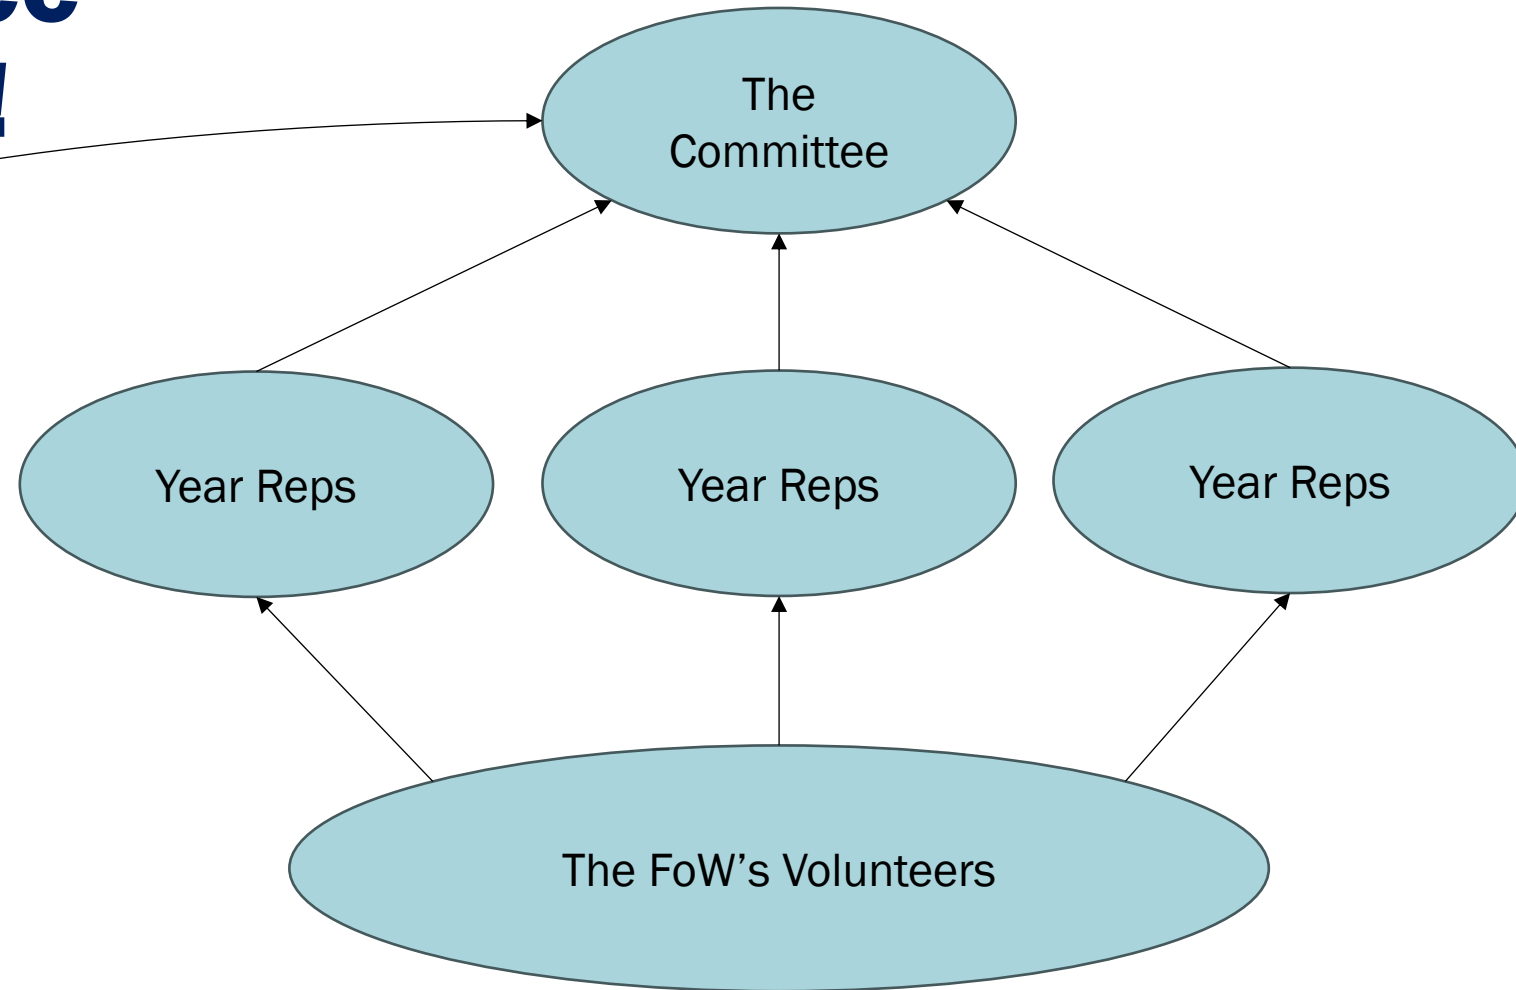 The
Committee
Year Reps
Year Reps
Year Reps
The FoW’s Volunteers